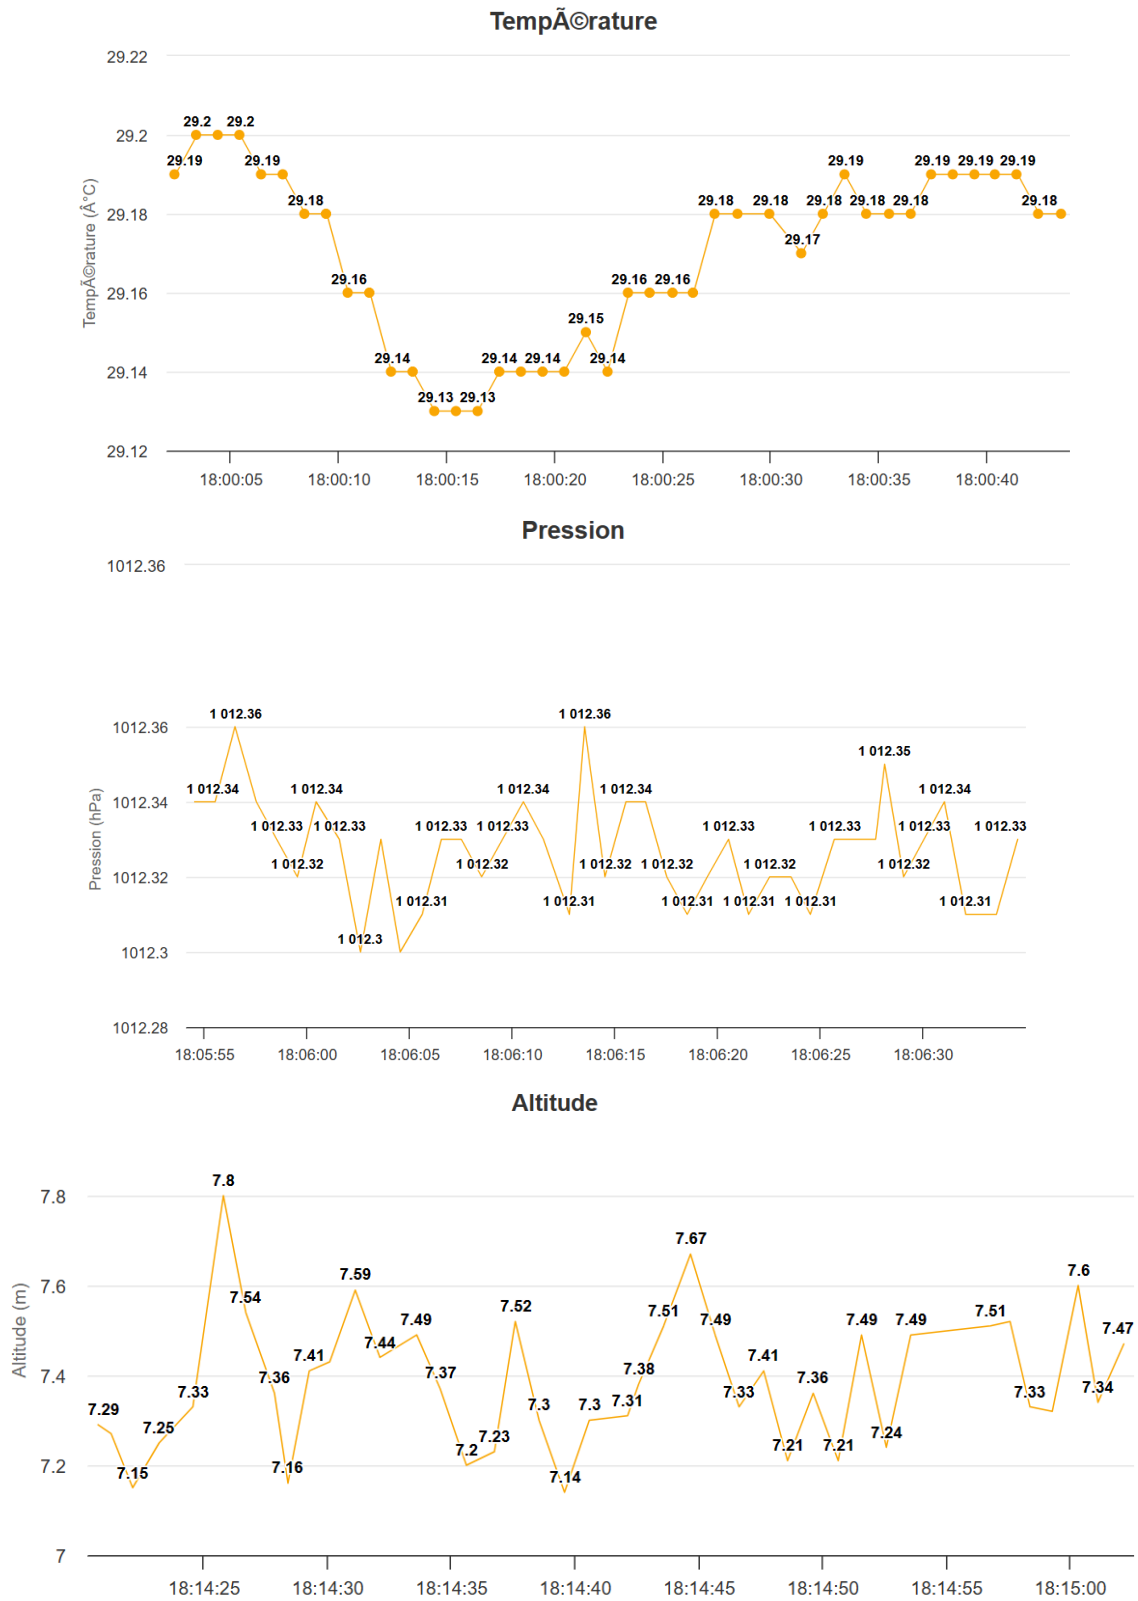 TempÃ©rature
29.22
29.2 29.2
29.2
29.19 29.19 29.19 29.19 29.19 29.19
29.18 29.18 29.18 29.18 29.18 29.18 29.18
29.18
29.17
29.16 29.16 29.16
29.16
29.15
29.14 29.14 29.14 29.14
29.14
29.13 29.13
29.12
TempÃ©rature (Â°C)
18:00:05 18:00:10 18:00:15 18:00:20 18:00:25 18:00:30 18:00:35 18:00:40
Pression
1012.36
1 012.36 1 012.36
1012.36
1 012.35
1 012.34 1 012.34 1 012.34 1 012.34 1 012.34
1012.34
1 012.33 1 012.33 1 012.33 1 012.33 1 012.33 1 012.33 1 012.33 1 012.33
1 012.32 1 012.32 1 012.32 1 012.32 1 012.32 1 012.32
1012.32
1 012.31 1 012.31 1 012.31 1 012.31 1 012.31 1 012.31
1 012.3
1012.3
1012.28
Pression (hPa)
18:05:55 18:06:00 18:06:05 18:06:10 18:06:15 18:06:20 18:06:25 18:06:30
Altitude
7.8
7.8
7.67
7.59 7.6
7.6
7.54 7.52 7.51 7.51
7.49 7.49 7.49 7.49 7.47
7.44
7.41 7.38 7.41
7.4
7.36 7.37 7.36
7.33 7.33 7.33 7.34
7.29 7.3 7.3 7.31
7.25 7.23 7.24
7.2 7.21 7.21
7.15 7.16 7.14
7.2
7
Altitude (m)
18:14:25 18:14:30 18:14:35 18:14:40 18:14:45 18:14:50 18:14:55 18:15:00